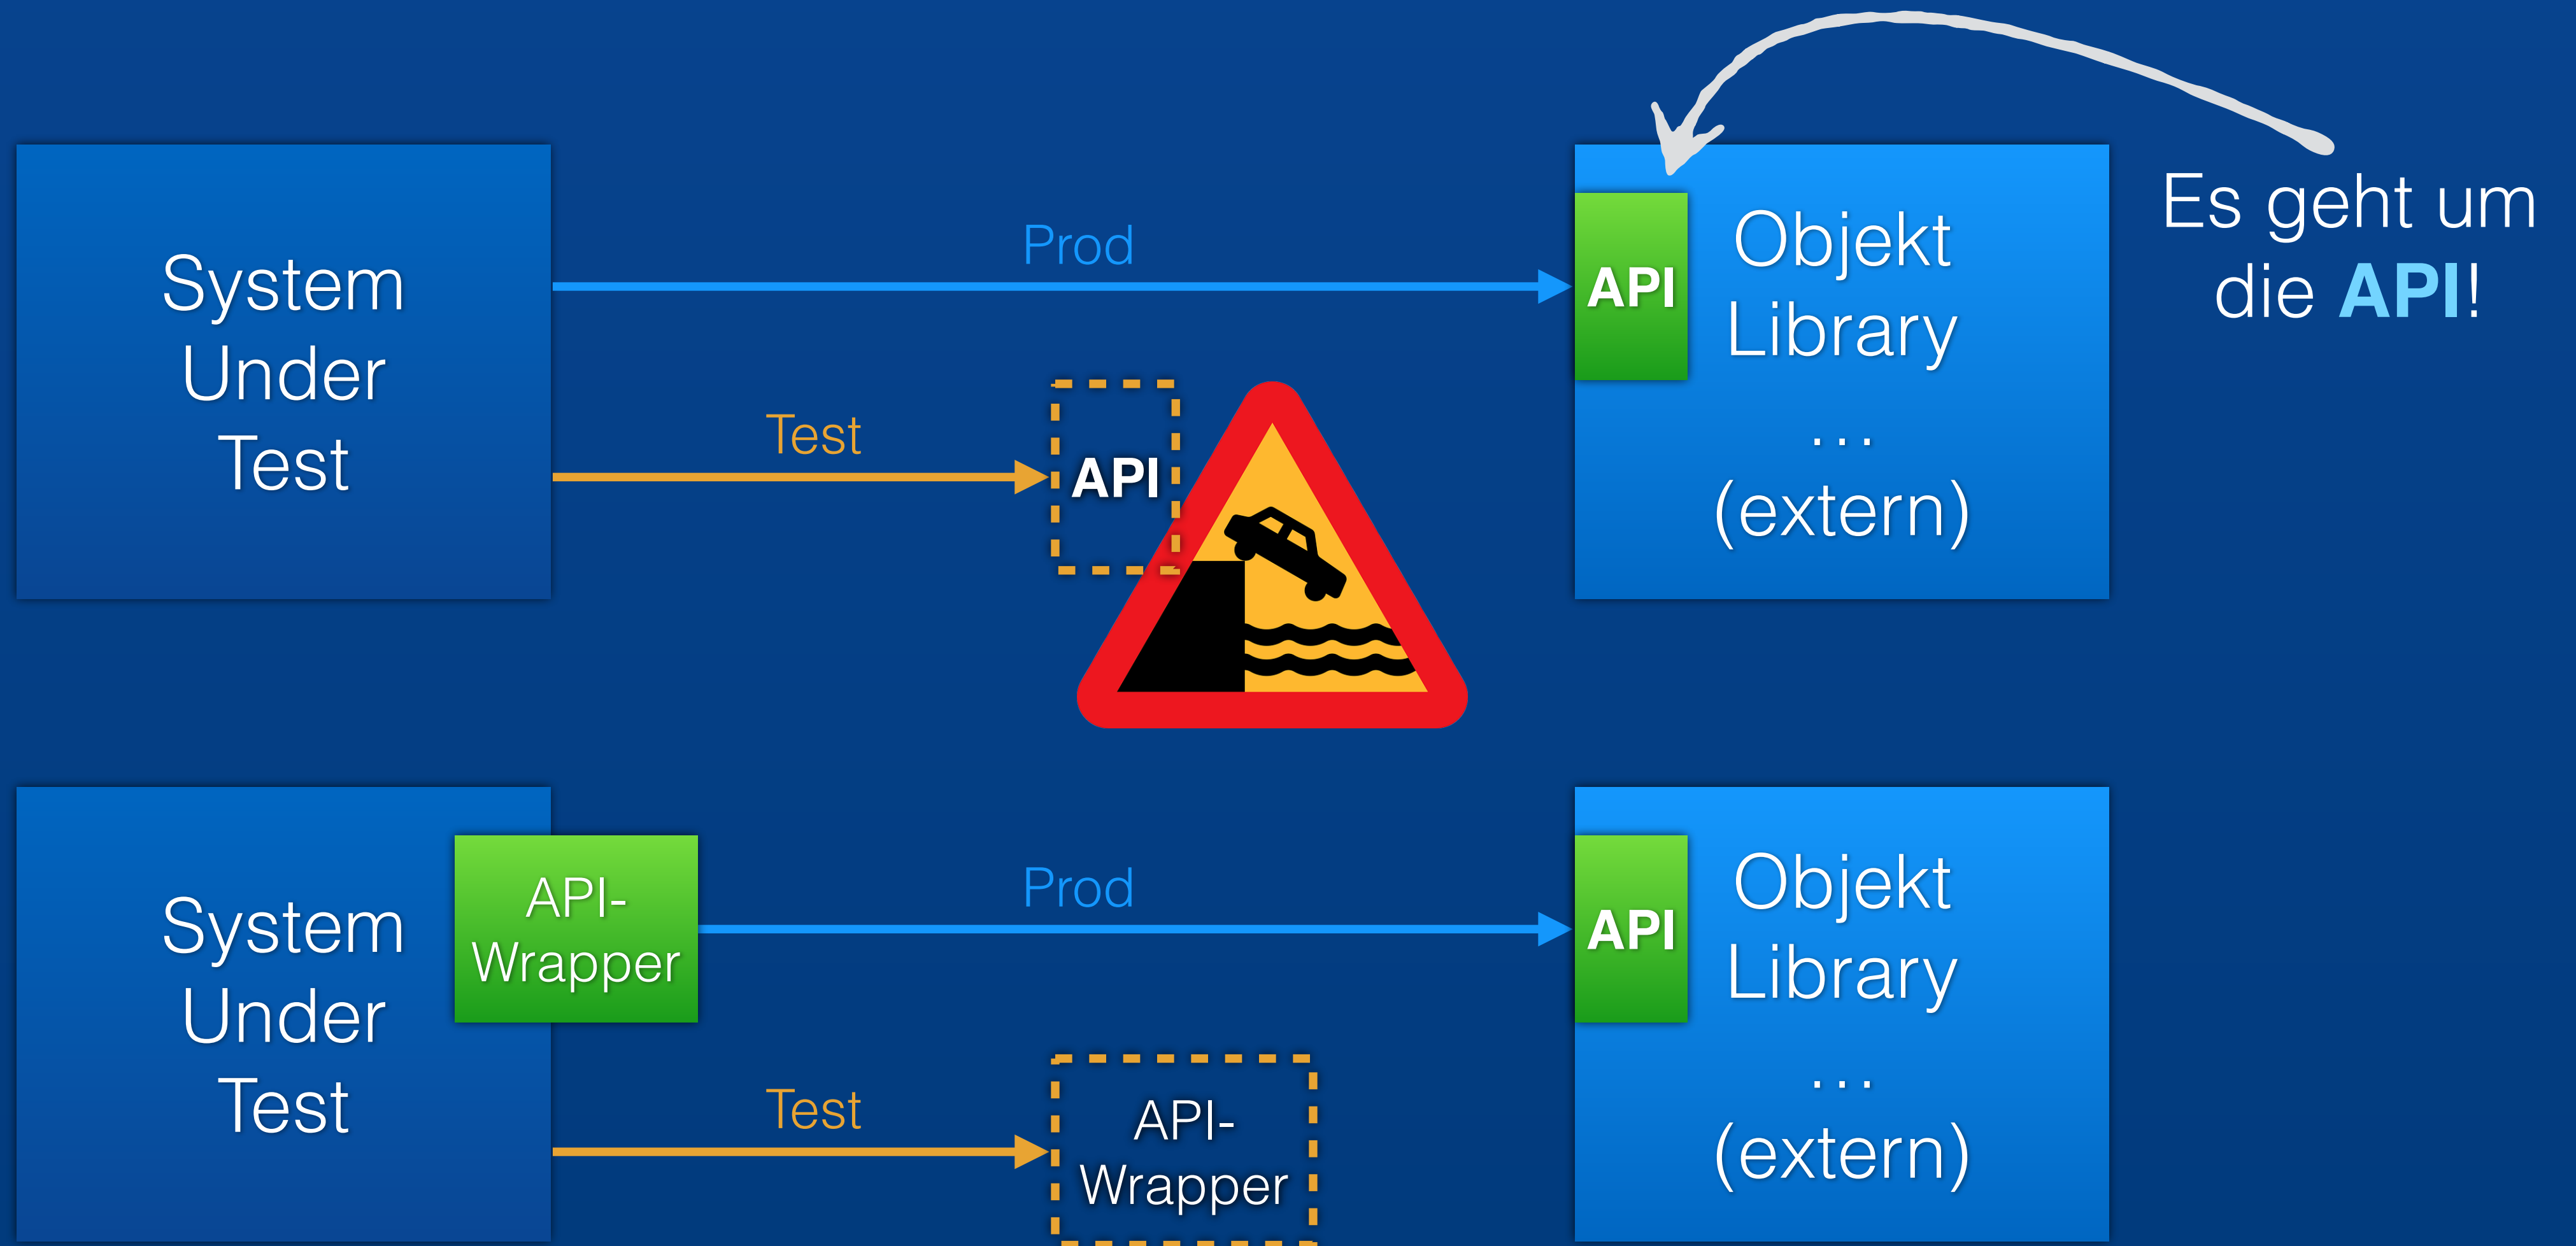 System
Under
Test
Prod
Test
API
API
Objekt
Library
...
(extern)
Es geht um
die API!
System
Under
Test
API-
Wrapper
Prod
Test
API-
Wrapper
API
Objekt
Library
...
(extern)